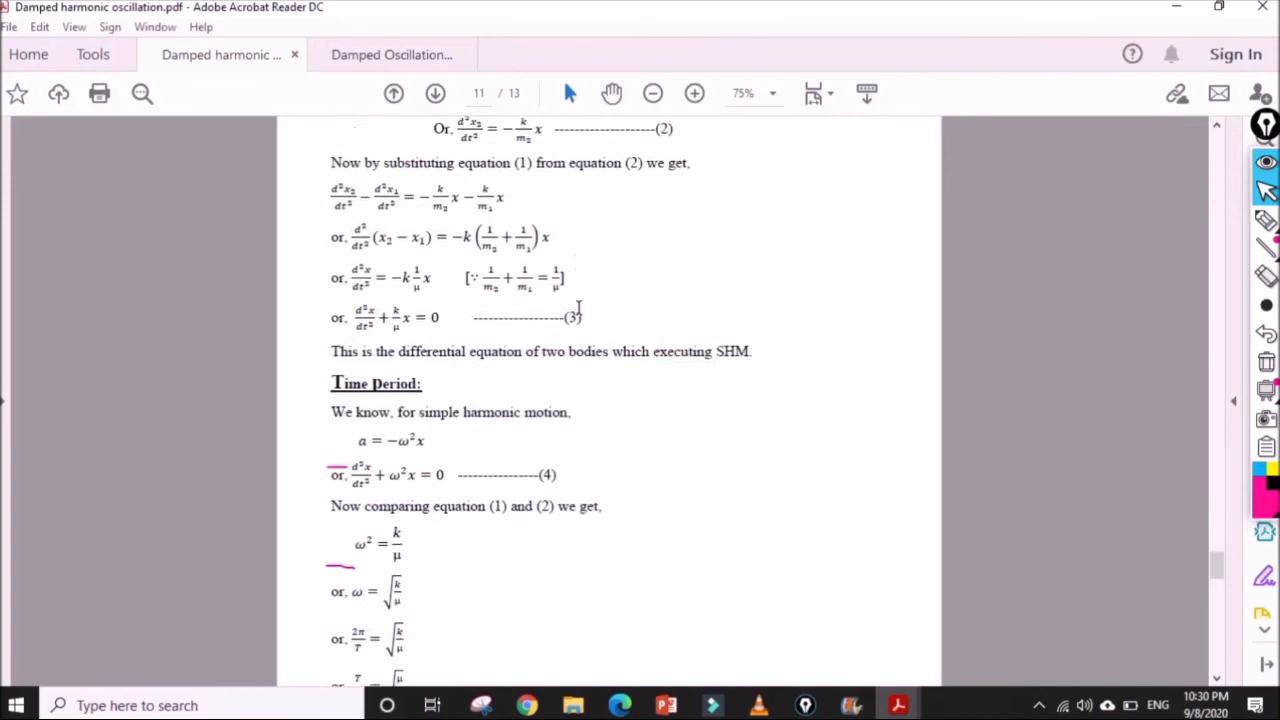 Damped harmonic oscillation.pdf - Adobe Acrobat Reader DC
File Edit View Sign Window Help
Home Tools Damped harmonic ... × Damped Oscillation... Sign In
11 / 13 75%
Or, d²x₂/dt² = −k/m₂ x --------------------(2)
Now by substituting equation (1) from equation (2) we get,
d²x₂/dt² − d²x₁/dt² = −k/m₂ x − k/m₁ x
or, d²/dt² (x₂ − x₁) = −k (1/m₂ + 1/m₁) x
or, d²x/dt² = −k 1/μ x [∵ 1/m₂ + 1/m₁ = 1/μ]
or, d²x/dt² + k/μ x = 0 ------------------(3)
This is the differential equation of two bodies which executing SHM.
Time Period:
We know, for simple harmonic motion,
a = −ω²x
or, d²x/dt² + ω²x = 0 ----------------(4)
Now comparing equation (1) and (2) we get,
ω² = k/μ
or, ω = √(k/μ)
or, 2π/T = √(k/μ)
Type here to search
ENG
10:30 PM
9/8/2020